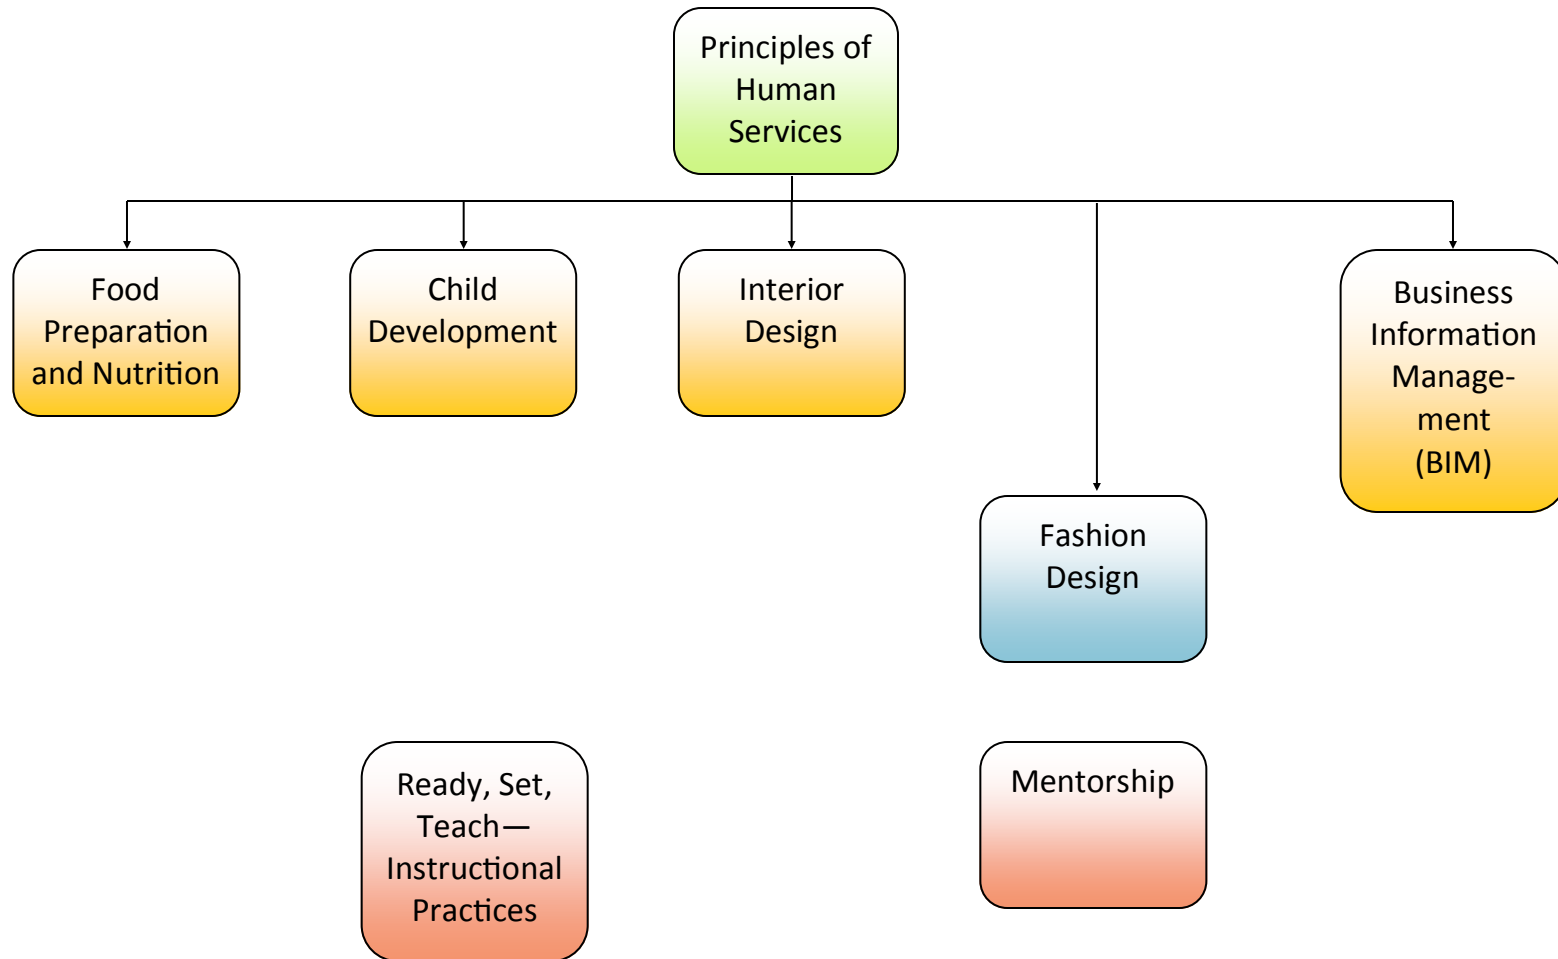 Principles of
Human
Services
Food
Preparation
and Nutrition
Child
Development
Interior
Design
Business
Information
Manage-
ment
(BIM)
Fashion
Design
Ready, Set,
Teach—
Instructional
Practices
Mentorship